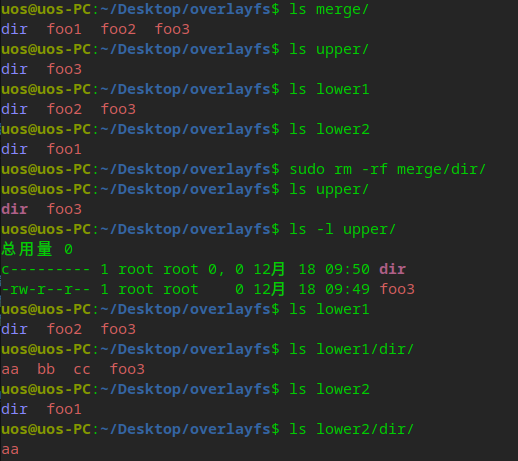 uos@uos-PC:~/Desktop/overlayfs$ ls merge/
dir  foo1  foo2  foo3
uos@uos-PC:~/Desktop/overlayfs$ ls upper/
dir  foo3
uos@uos-PC:~/Desktop/overlayfs$ ls lower1
dir  foo2  foo3
uos@uos-PC:~/Desktop/overlayfs$ ls lower2
dir  foo1
uos@uos-PC:~/Desktop/overlayfs$ sudo rm -rf merge/dir/
uos@uos-PC:~/Desktop/overlayfs$ ls upper/
dir  foo3
uos@uos-PC:~/Desktop/overlayfs$ ls -l upper/
总用量 0
c--------- 1 root root 0, 0 12月 18 09:50 dir
-rw-r--r-- 1 root root    0 12月 18 09:49 foo3
uos@uos-PC:~/Desktop/overlayfs$ ls lower1
dir  foo2  foo3
uos@uos-PC:~/Desktop/overlayfs$ ls lower1/dir/
aa  bb  cc  foo3
uos@uos-PC:~/Desktop/overlayfs$ ls lower2
dir  foo1
uos@uos-PC:~/Desktop/overlayfs$ ls lower2/dir/
aa